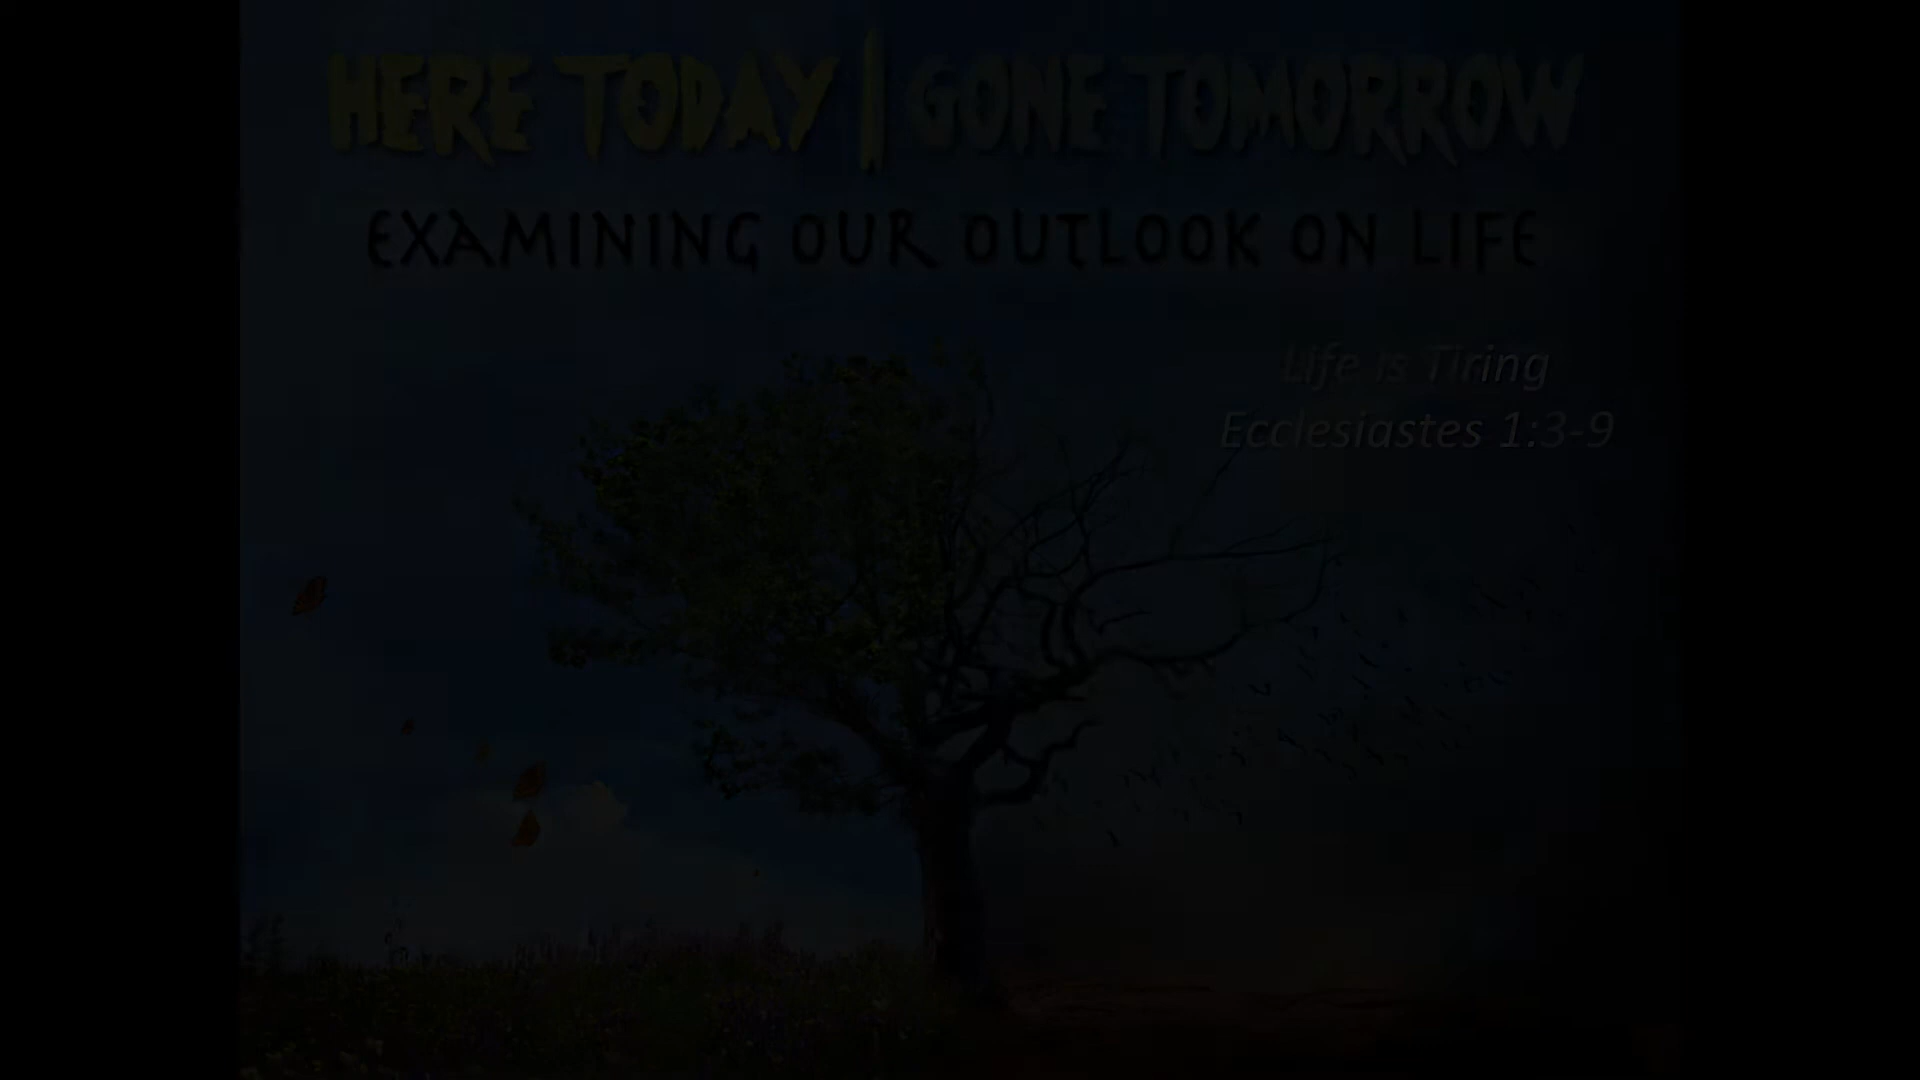 HERE TODAY | GONE TOMORROW
EXAMINING OUR OUTLOOK ON LIFE
Life is Tiring
Ecclesiastes 1:3-9